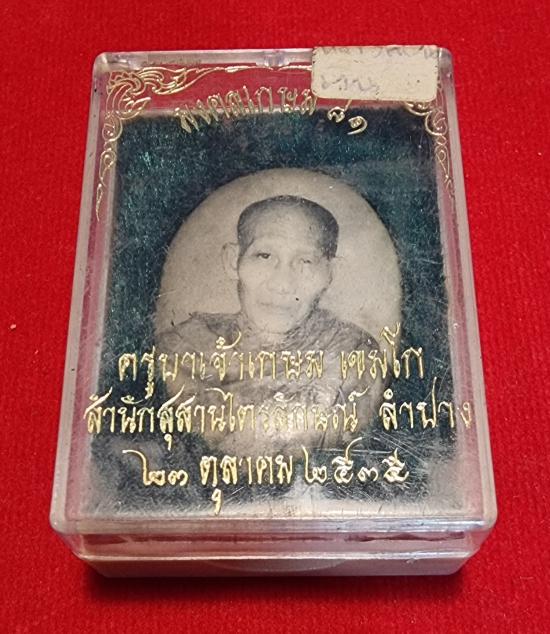 มงคลเกษม ๘๑
ครูบาเจ้าเกษม เขมโก
สำนักสุสานไตรลักษณ์ ลำปาง
๒๓ ตุลาคม ๒๕๓๕